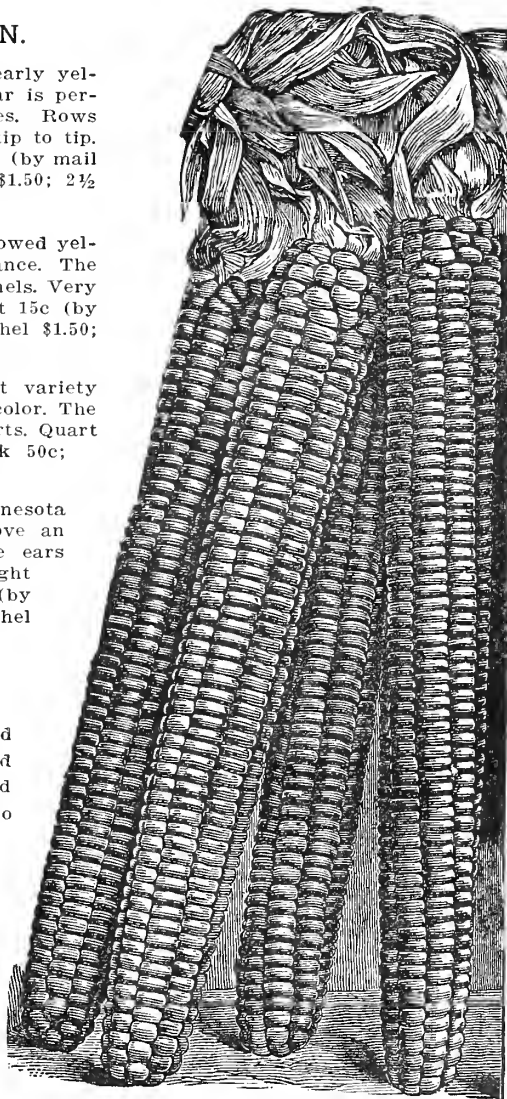 N.
early yel-
ar is per-
es. Rows
ip to tip.
(by mail
$1.50; 2½
owed yel-
ance. The
nels. Very
t 15c (by
hel $1.50;
t variety
color. The
rts. Quart
k 50c;
nesota
ove an
e ears
ght
(by
hel
d
d
d
o